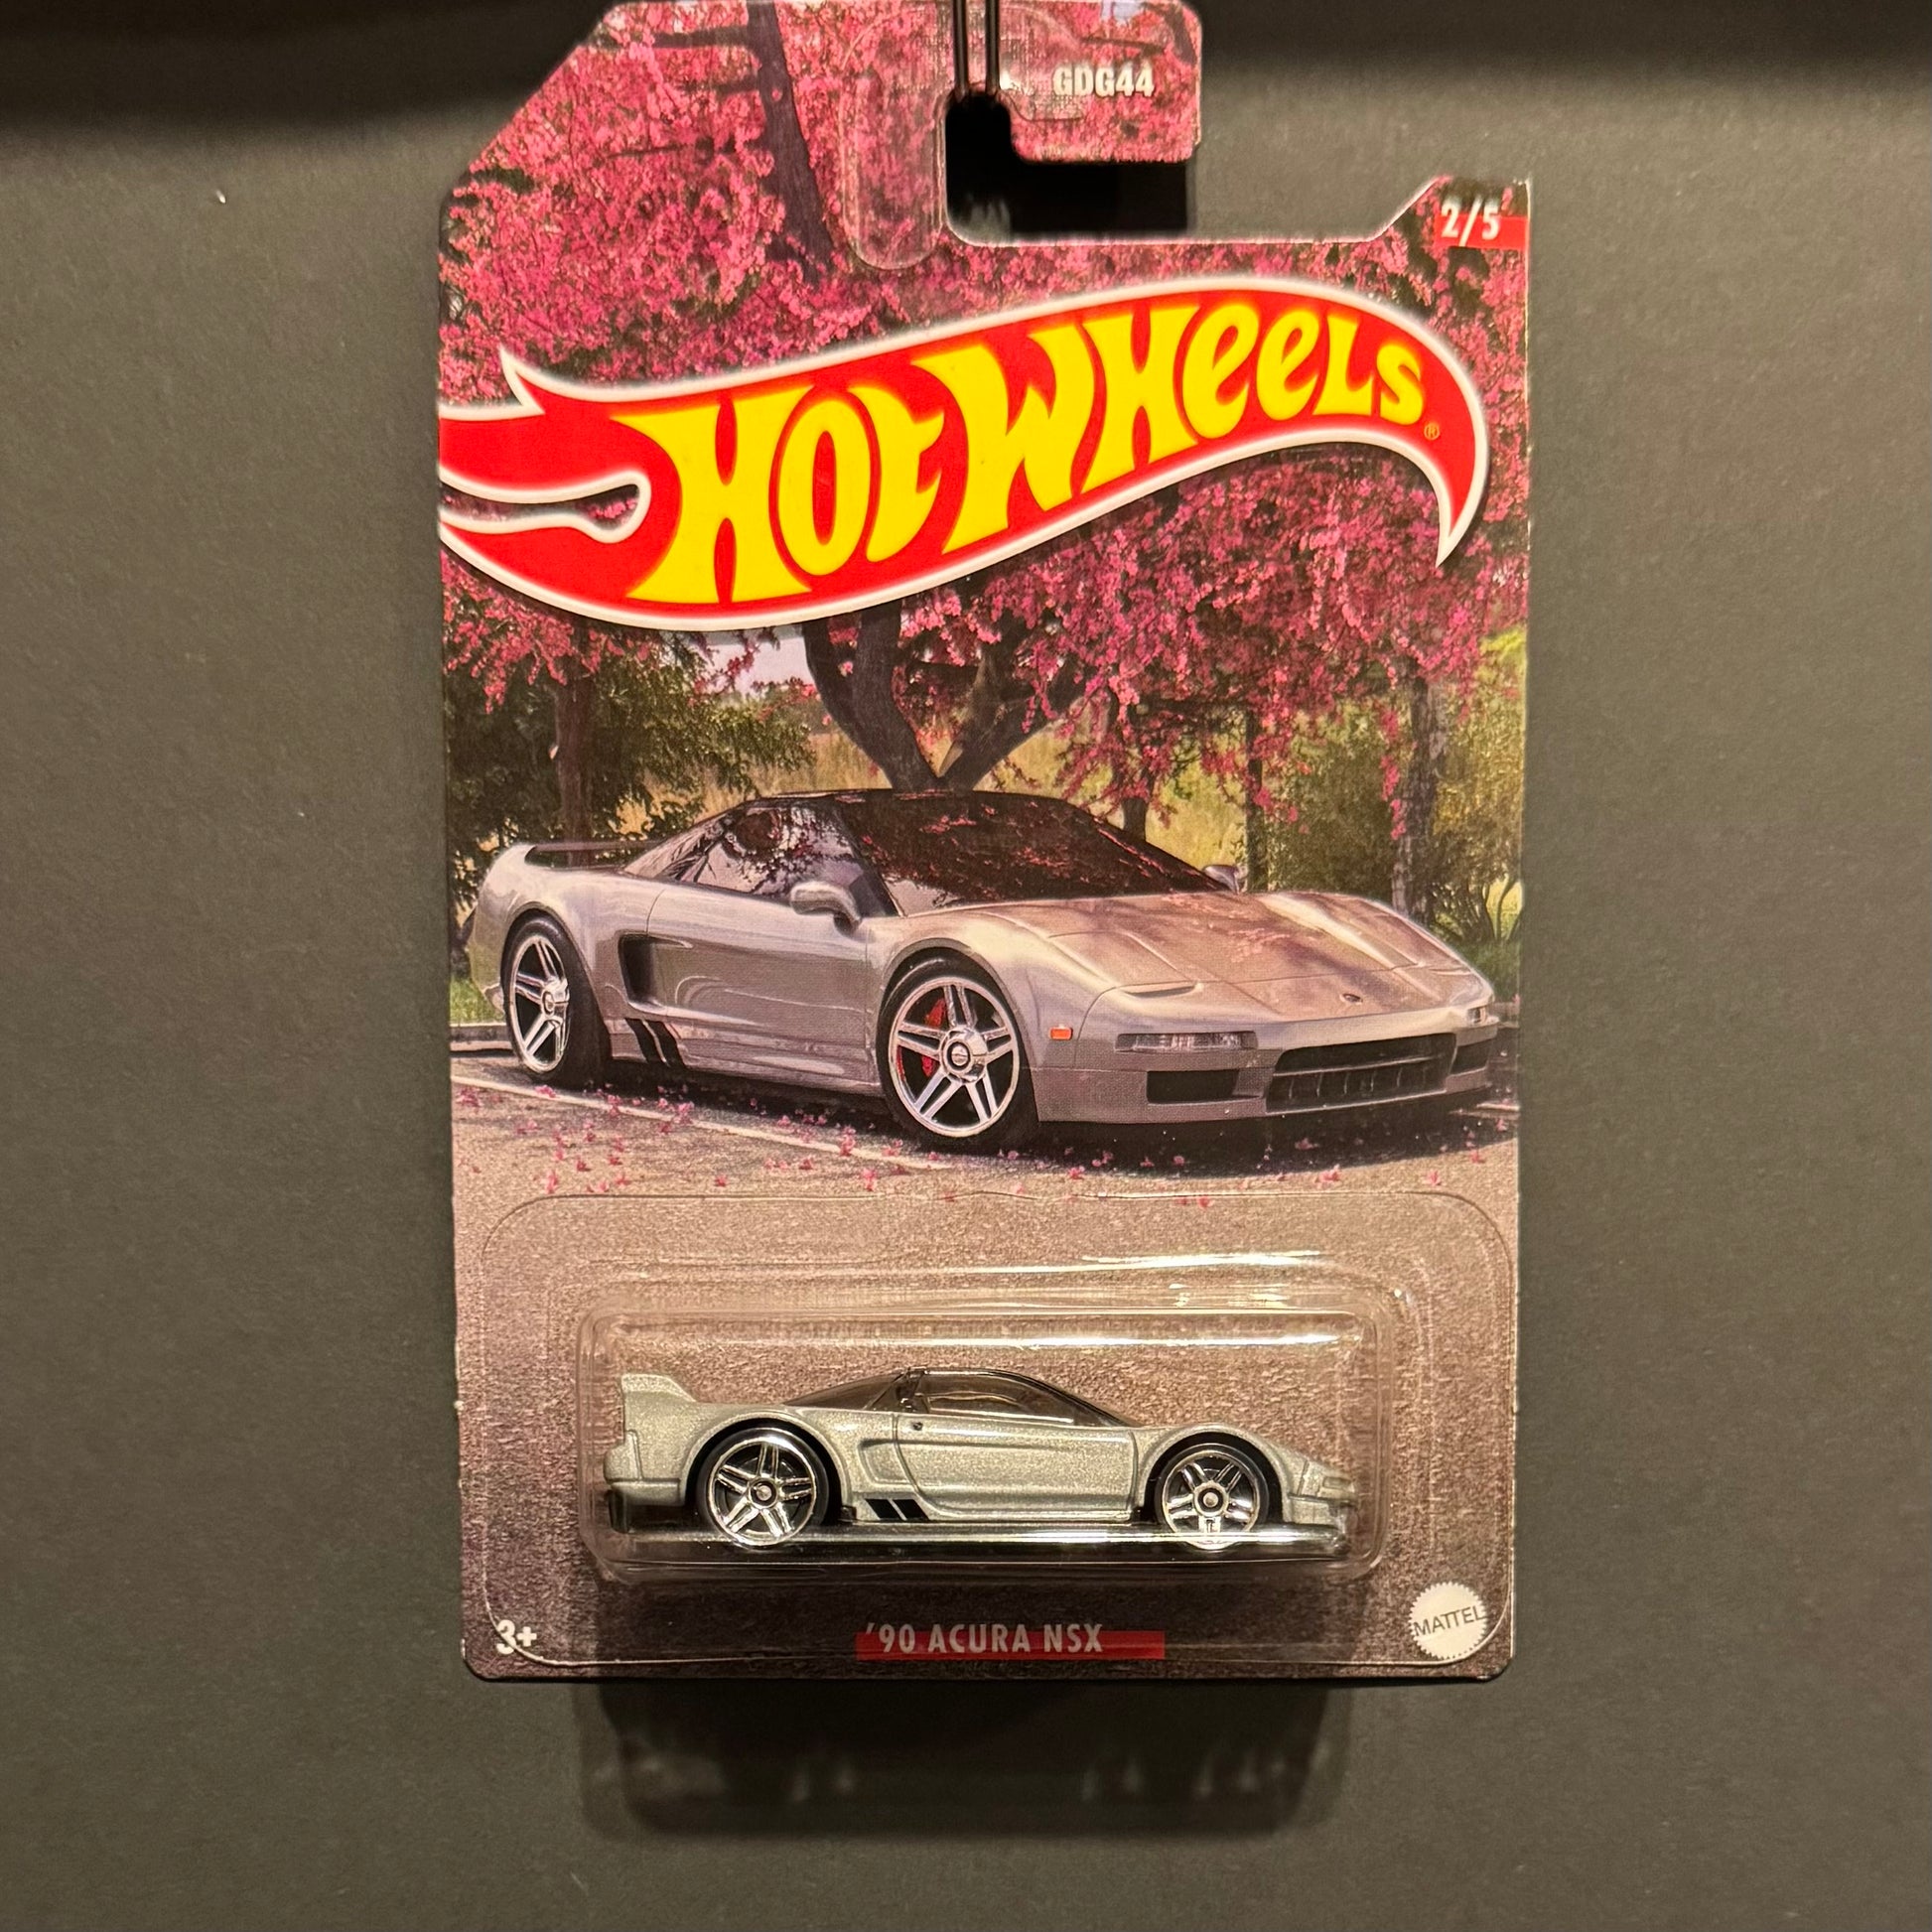 GDG44
2/5
HOT WHEELS®
3+
'90 ACURA NSX
MATTEL